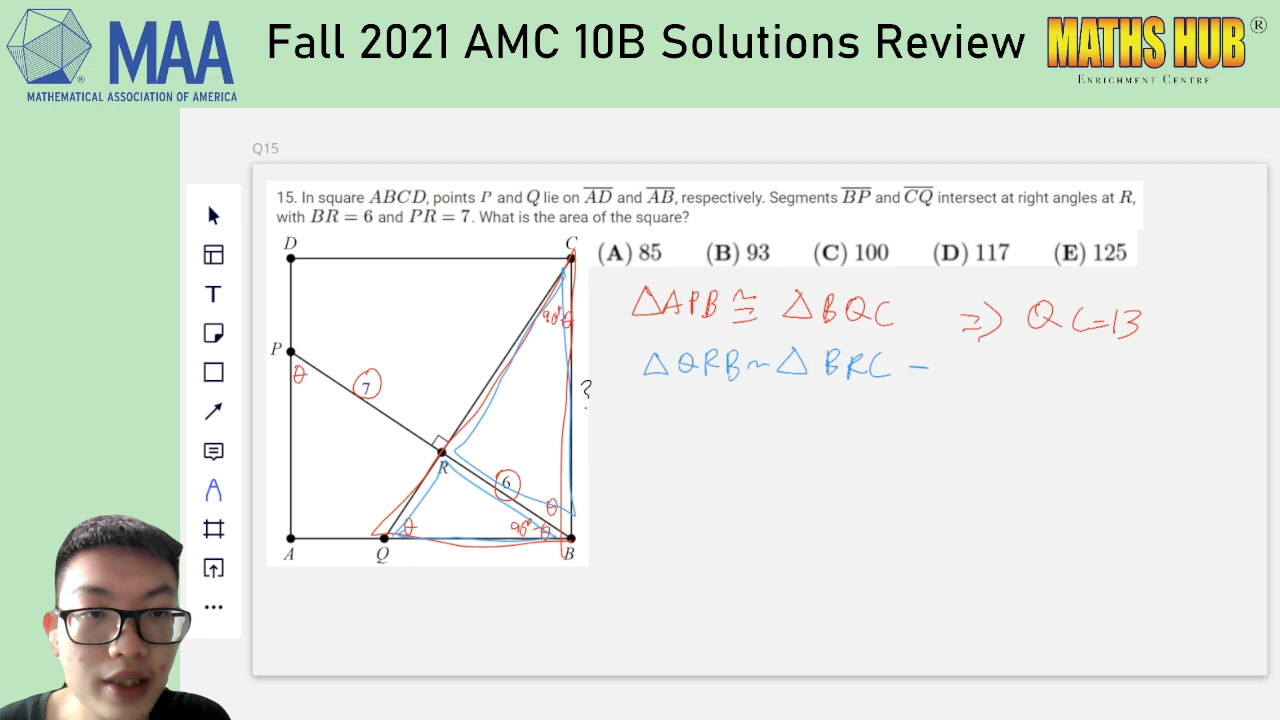 MAA
MATHEMATICAL ASSOCIATION OF AMERICA
Fall 2021 AMC 10B Solutions Review
MATHS HUB®
ENRICHMENT CENTRE
Q15
15. In square ABCD, points P and Q lie on AD and AB, respectively. Segments BP and CQ intersect at right angles at R,
with BR = 6 and PR = 7. What is the area of the square?
(A) 85 (B) 93 (C) 100 (D) 117 (E) 125
D C
90°-θ
△APB ≅ △BQC ⇒ QC=13
P
θ
7
△QRB ~ △BRC -
?
R
6
θ
θ
90°-θ
A Q B
T